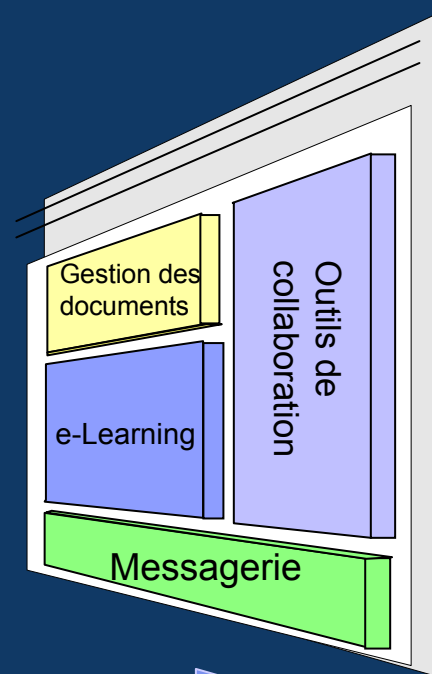 Gestion des
documents
Outils de
collaboration
e-Learning
Messagerie